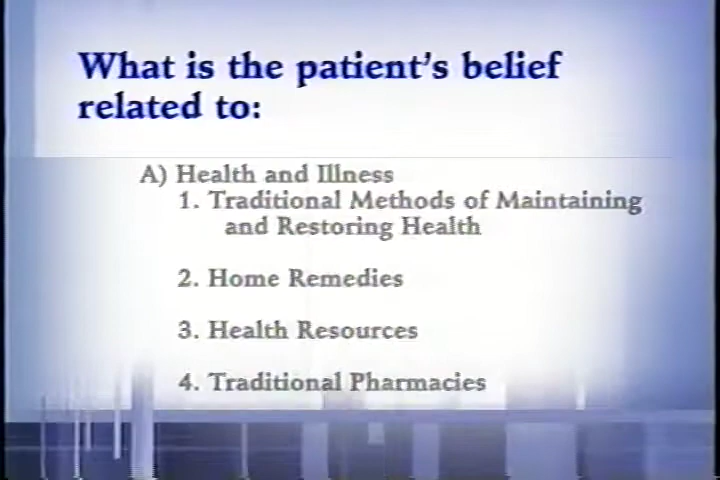 What is the patient's belief
related to:
A) Health and Illness
1. Traditional Methods of Maintaining
and Restoring Health
2. Home Remedies
3. Health Resources
4. Traditional Pharmacies